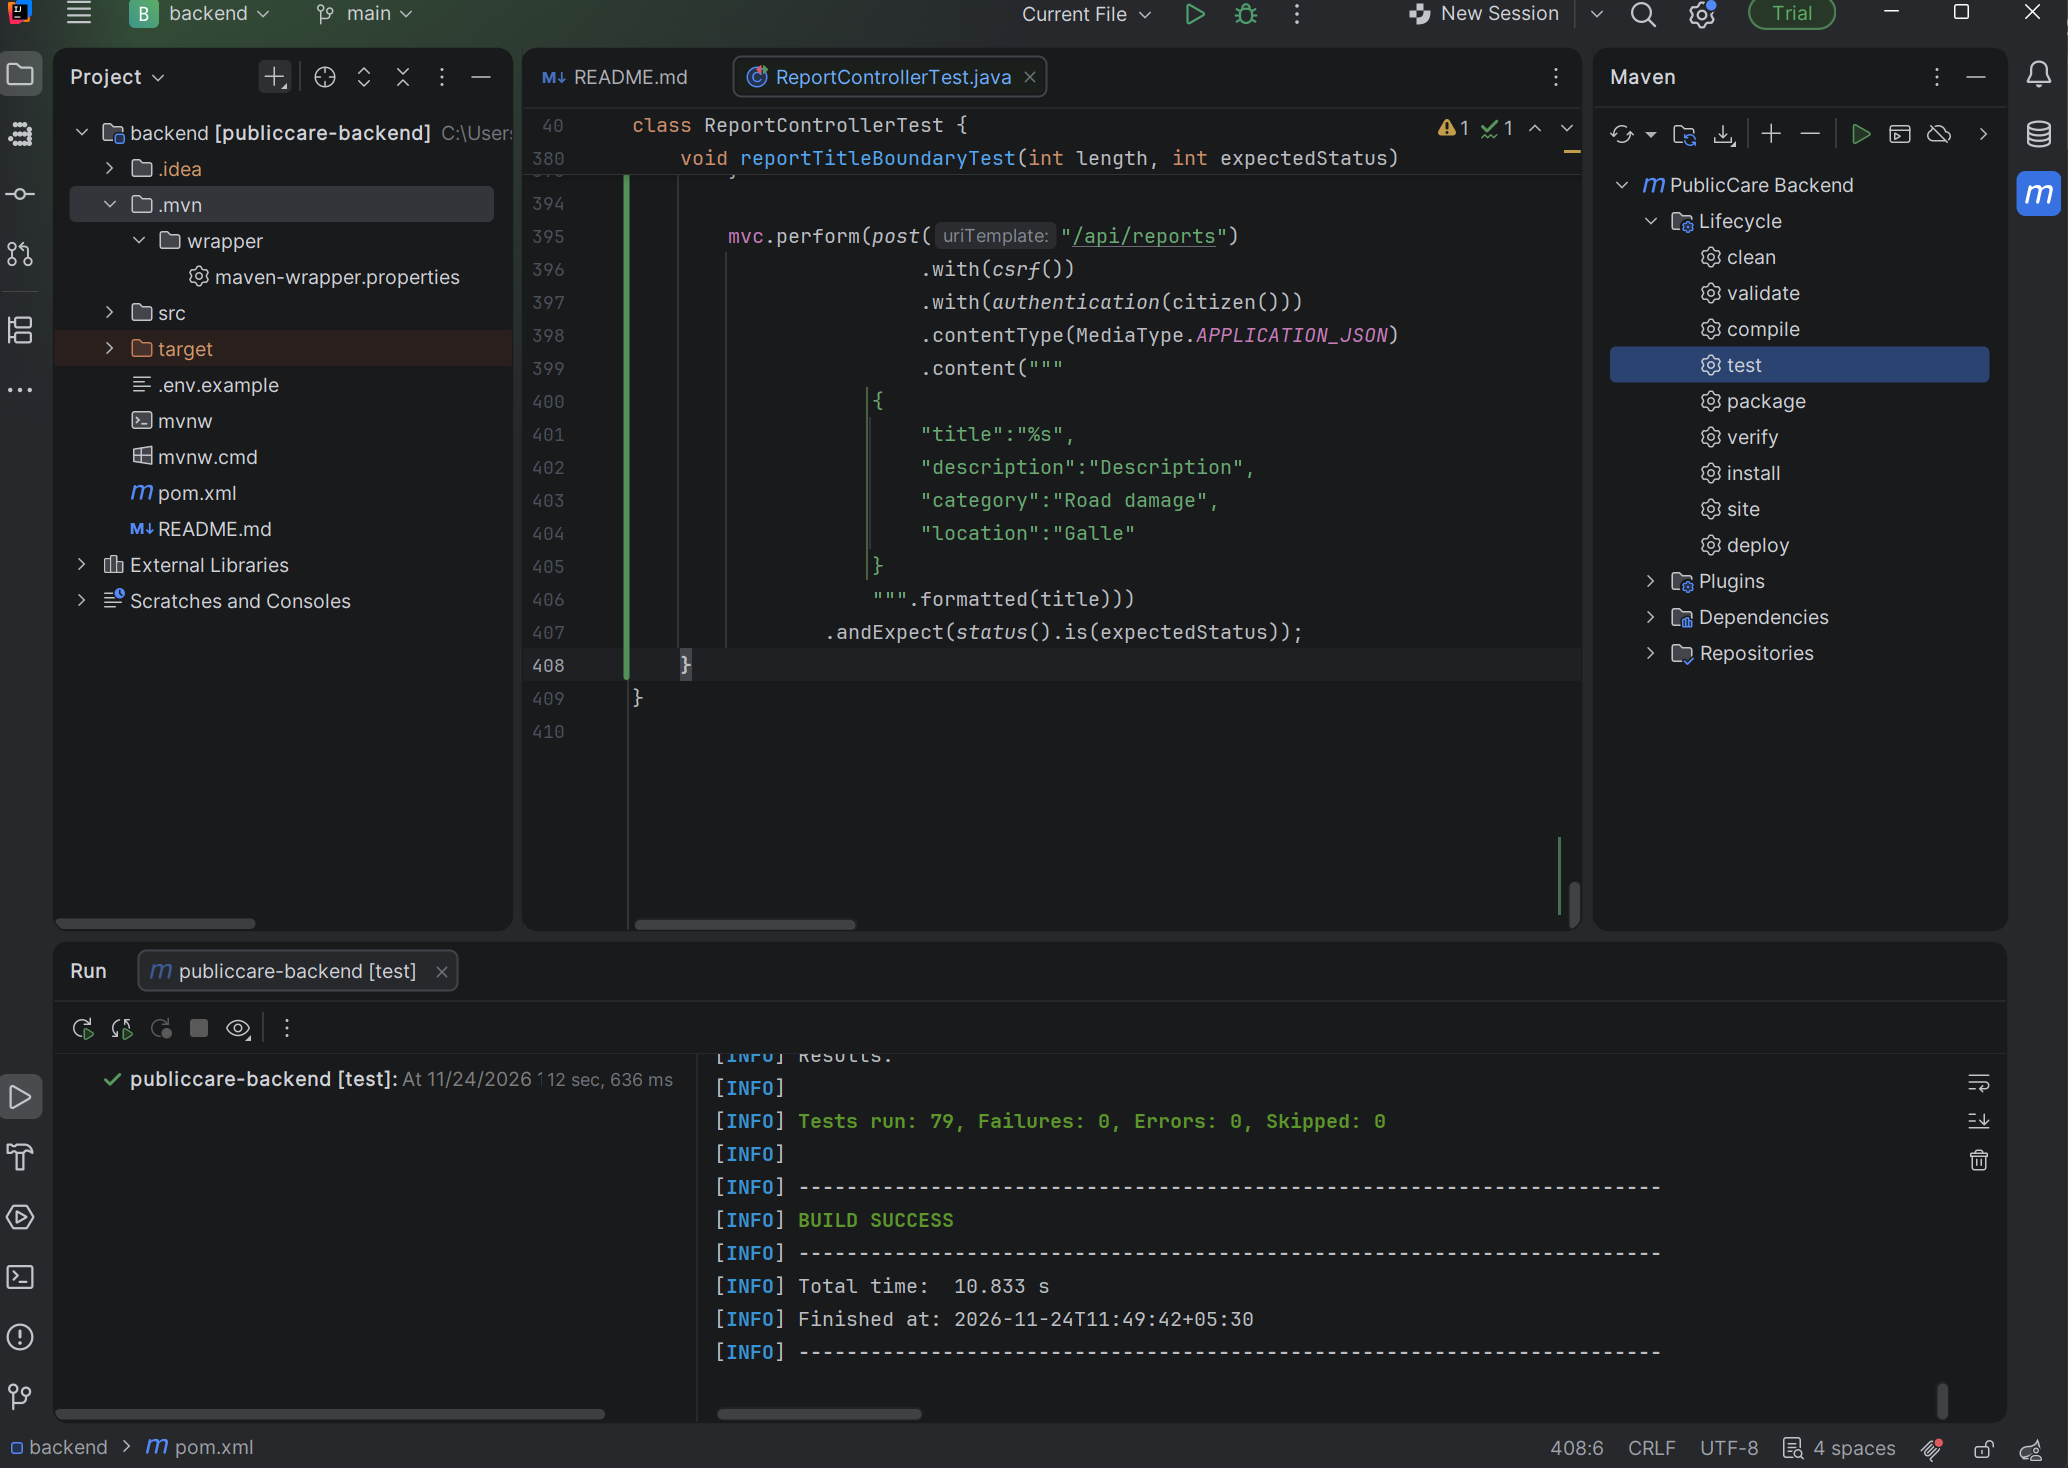 B backend main Current File New Session Trial
Project
backend [publiccare-backend] C:\Users
.idea
.mvn
wrapper
maven-wrapper.properties
src
target
.env.example
mvnw
mvnw.cmd
pom.xml
README.md
External Libraries
Scratches and Consoles
README.md ReportControllerTest.java
1 1
40 class ReportControllerTest {
380 void reportTitleBoundaryTest(int length, int expectedStatus)
394
395 mvc.perform(post( uriTemplate: "/api/reports")
396 .with(csrf())
397 .with(authentication(citizen()))
398 .contentType(MediaType.APPLICATION_JSON)
399 .content("""
400 {
401 "title":"%s",
402 "description":"Description",
403 "category":"Road damage",
404 "location":"Galle"
405 }
406 """.formatted(title)))
407 .andExpect(status().is(expectedStatus));
408 }
409 }
410
Maven
PublicCare Backend
Lifecycle
clean
validate
compile
test
package
verify
install
site
deploy
Plugins
Dependencies
Repositories
Run publiccare-backend [test]
publiccare-backend [test]: At 11/24/2026 12 sec, 636 ms
[INFO] Results:
[INFO]
[INFO] Tests run: 79, Failures: 0, Errors: 0, Skipped: 0
[INFO]
[INFO] ------------------------------------------------------------------------
[INFO] BUILD SUCCESS
[INFO] ------------------------------------------------------------------------
[INFO] Total time:  10.833 s
[INFO] Finished at: 2026-11-24T11:49:42+05:30
[INFO] ------------------------------------------------------------------------
backend > pom.xml
408:6 CRLF UTF-8 4 spaces